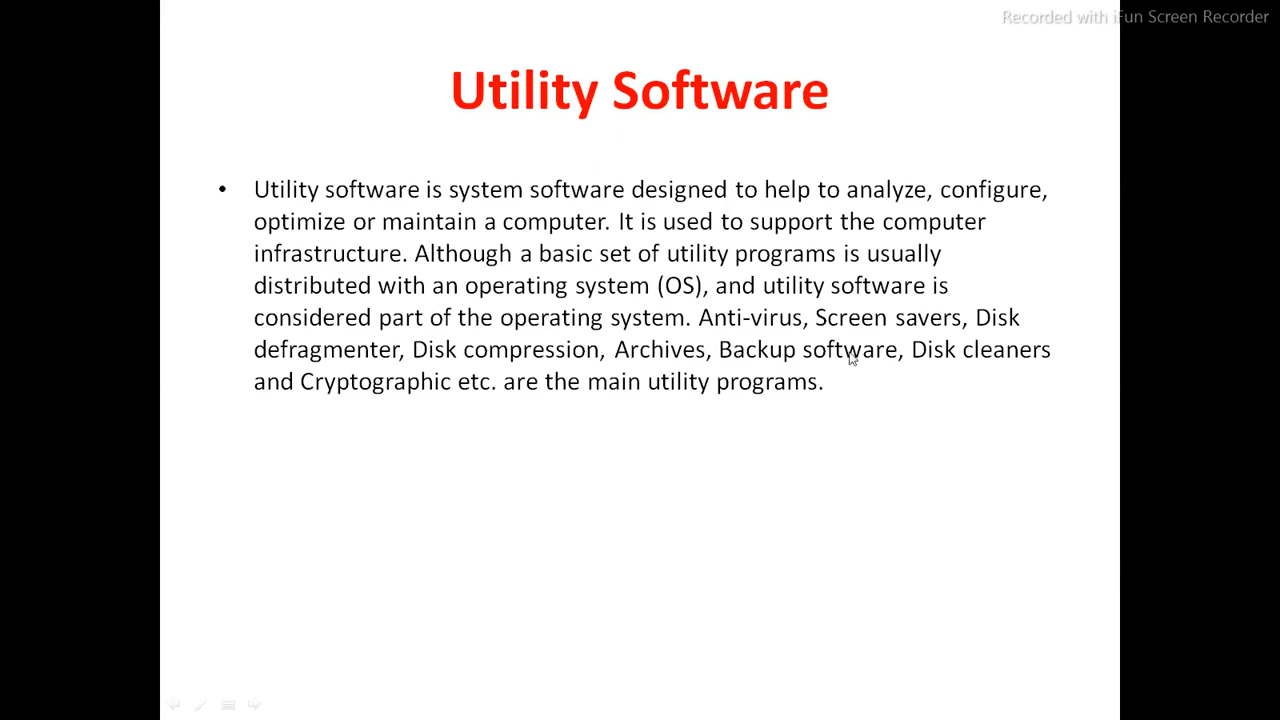 Recorded with iFun Screen Recorder
Utility Software
• Utility software is system software designed to help to analyze, configure,
optimize or maintain a computer. It is used to support the computer
infrastructure. Although a basic set of utility programs is usually
distributed with an operating system (OS), and utility software is
considered part of the operating system. Anti-virus, Screen savers, Disk
defragmenter, Disk compression, Archives, Backup software, Disk cleaners
and Cryptographic etc. are the main utility programs.